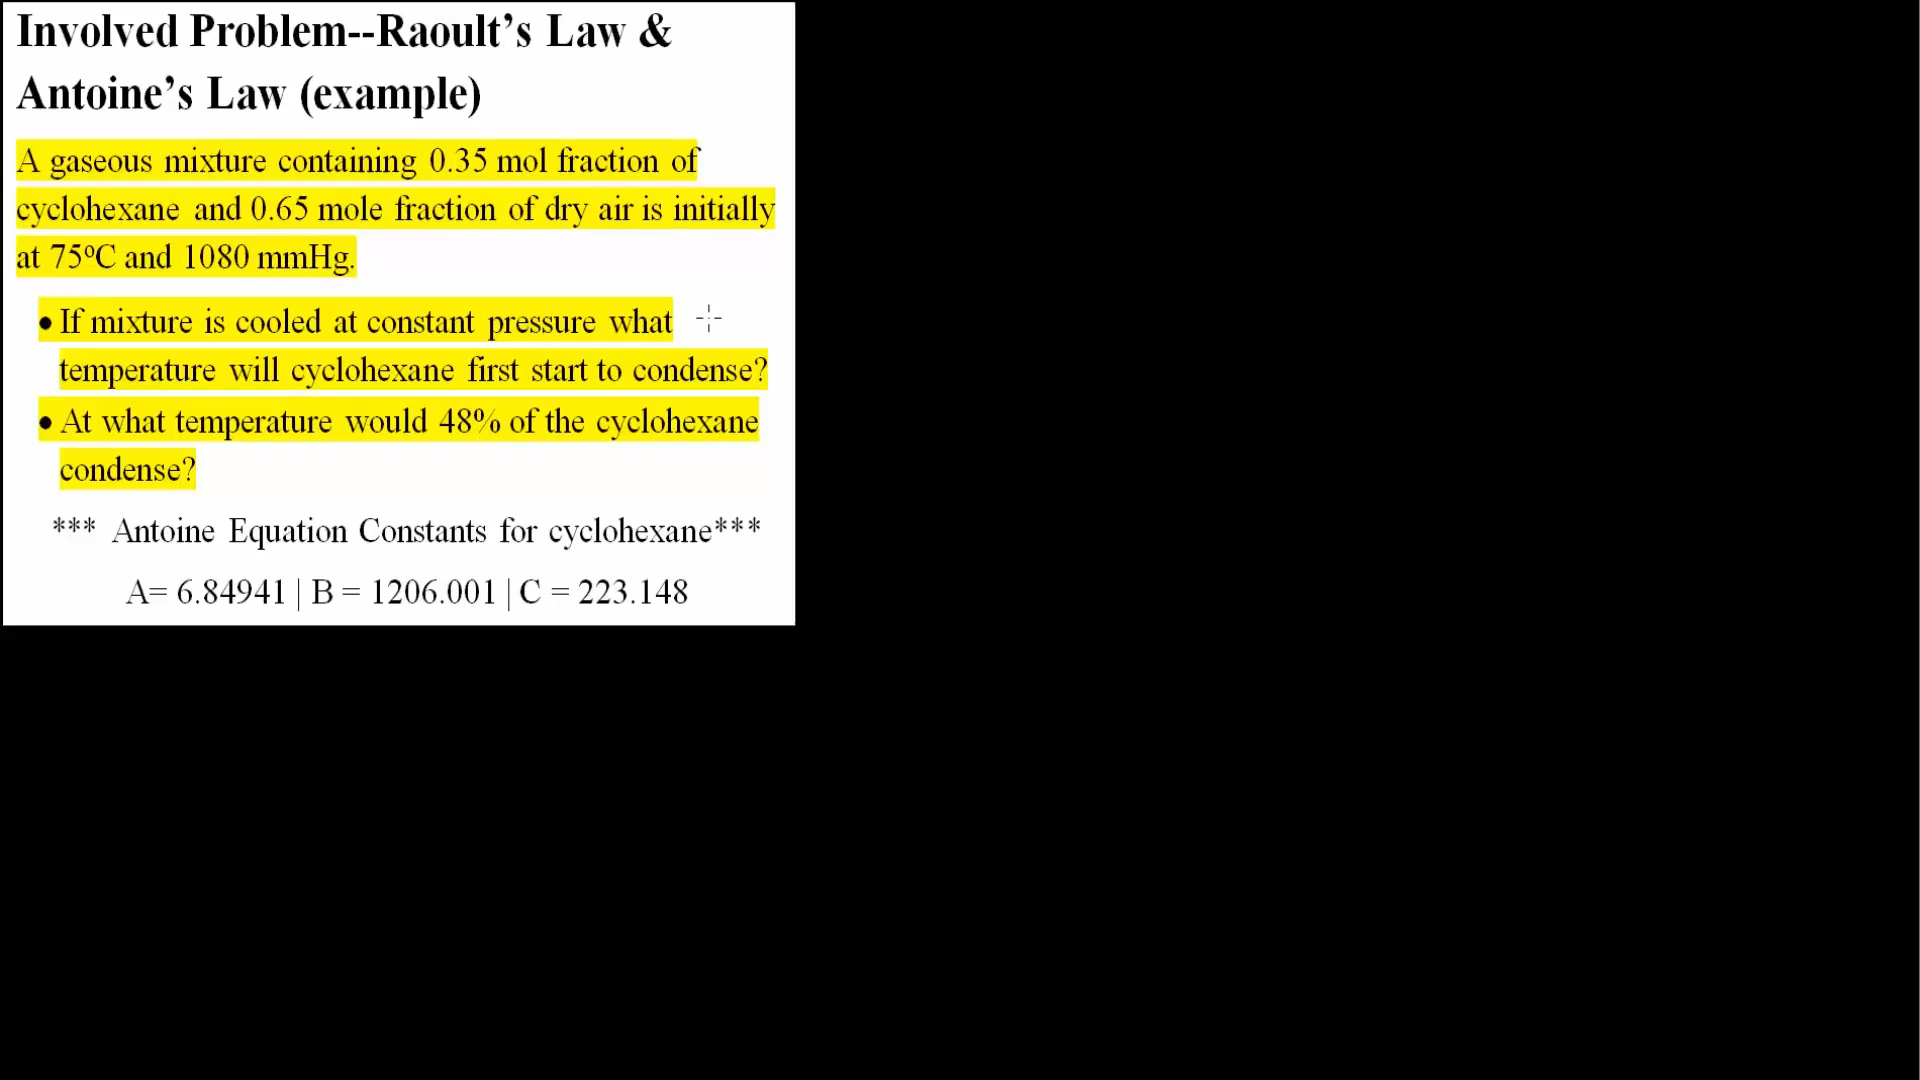 Involved Problem--Raoult’s Law &
Antoine’s Law (example)
A gaseous mixture containing 0.35 mol fraction of
cyclohexane and 0.65 mole fraction of dry air is initially
at 75ᵒC and 1080 mmHg.
• If mixture is cooled at constant pressure what
temperature will cyclohexane first start to condense?
• At what temperature would 48% of the cyclohexane
condense?
*** Antoine Equation Constants for cyclohexane***
A= 6.84941 | B = 1206.001 | C = 223.148